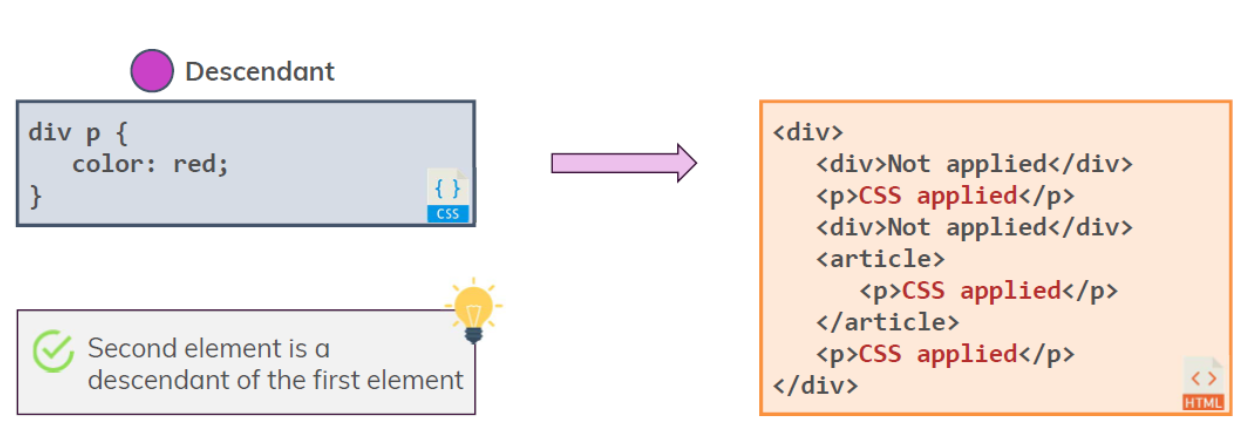 Descendant
div p {
   color: red;
}
{ }
CSS
Second element is a
descendant of the first element
<div>
   <div>Not applied</div>
   <p>CSS applied</p>
   <div>Not applied</div>
   <article>
      <p>CSS applied</p>
   </article>
   <p>CSS applied</p>
</div>
< >
HTML